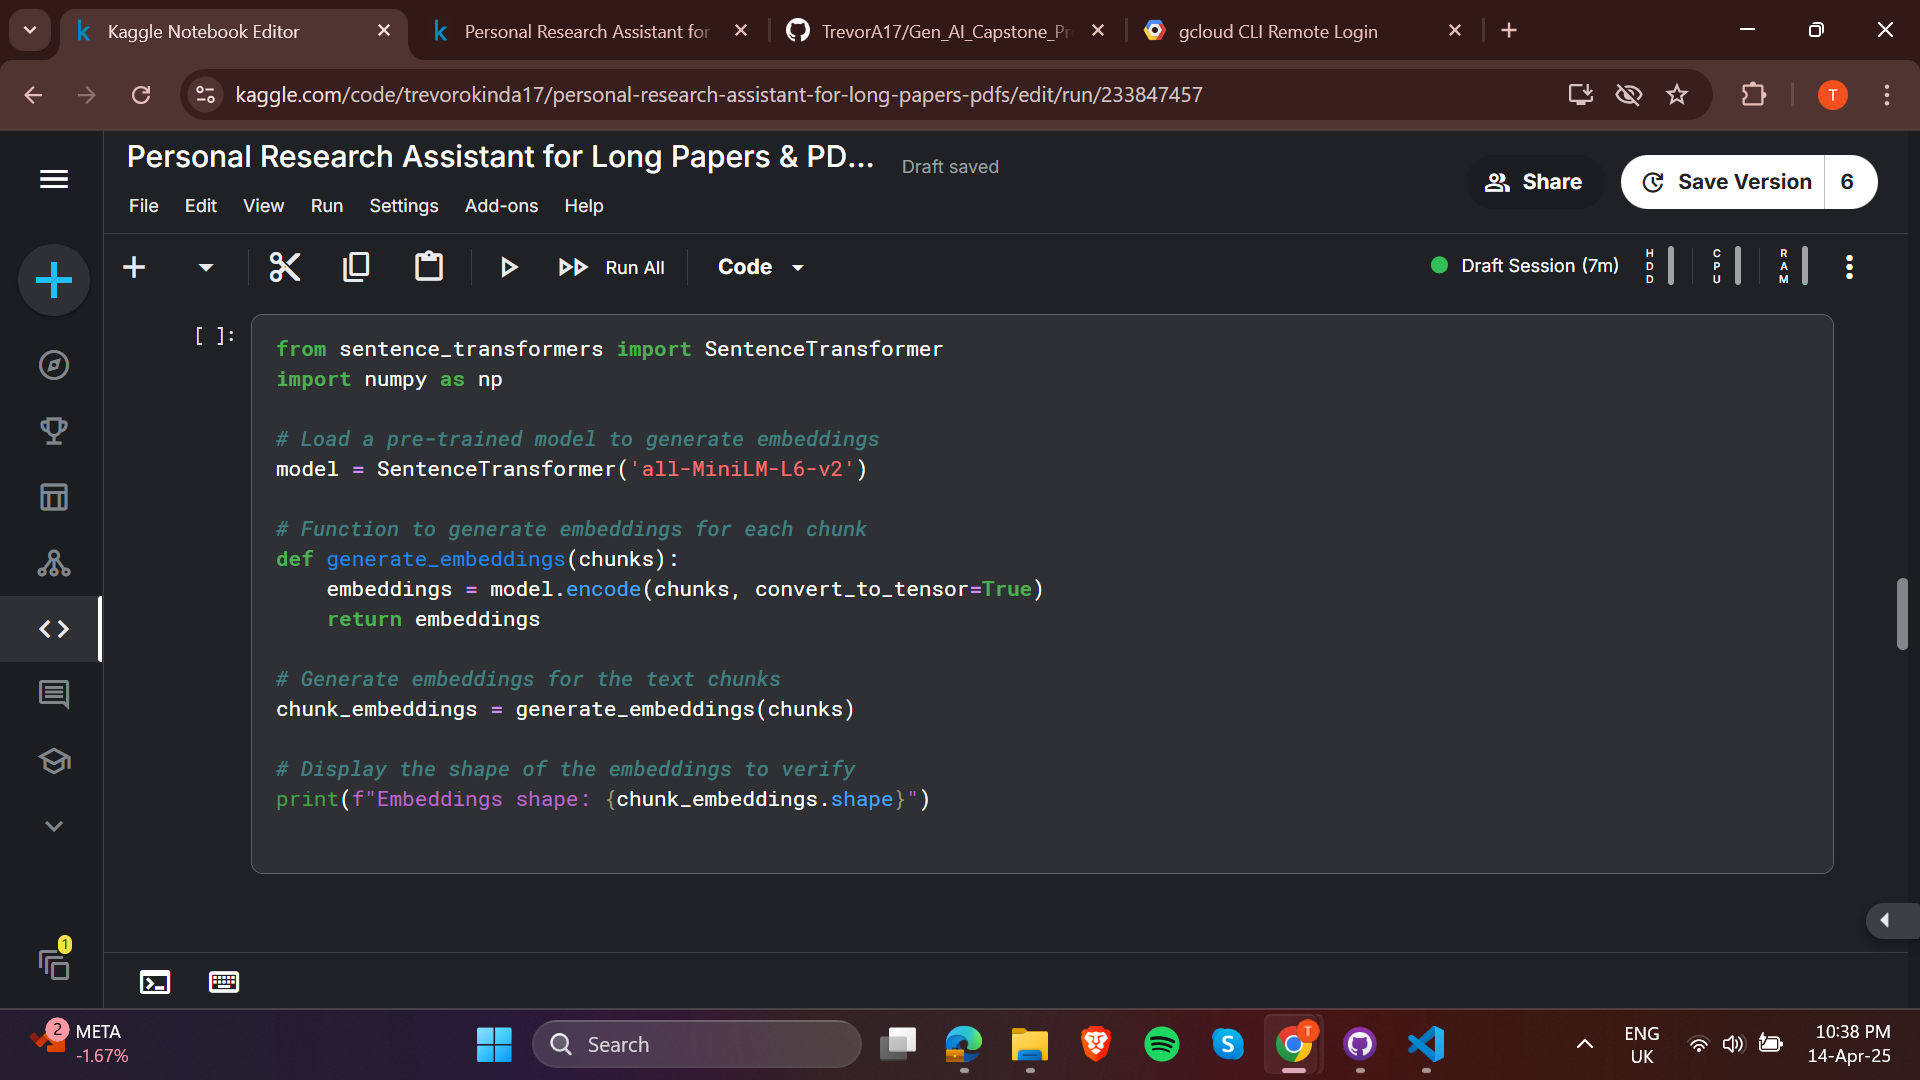 Kaggle Notebook Editor
Personal Research Assistant for
TrevorA17/Gen_AI_Capstone_Pr
gcloud CLI Remote Login
kaggle.com/code/trevorokinda17/personal-research-assistant-for-long-papers-pdfs/edit/run/233847457
T
Personal Research Assistant for Long Papers & PD...
Draft saved
Share
Save Version
6
File Edit View Run Settings Add-ons Help
Run All
Code
Draft Session (7m)
HDD
CPU
RAM
[ ]:
from sentence_transformers import SentenceTransformer
import numpy as np
# Load a pre-trained model to generate embeddings
model = SentenceTransformer('all-MiniLM-L6-v2')
# Function to generate embeddings for each chunk
def generate_embeddings(chunks):
    embeddings = model.encode(chunks, convert_to_tensor=True)
    return embeddings
# Generate embeddings for the text chunks
chunk_embeddings = generate_embeddings(chunks)
# Display the shape of the embeddings to verify
print(f"Embeddings shape: {chunk_embeddings.shape}")
1
2
META
-1.67%
Search
T
ENG
UK
10:38 PM
14-Apr-25